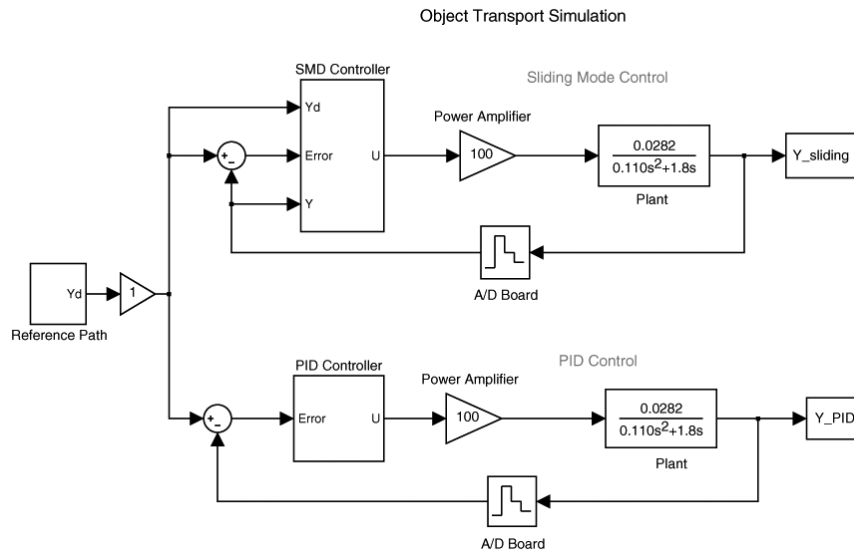 Object Transport Simulation
SMD Controller
Sliding Mode Control
Yd
Power Amplifier
Error
U
100
0.0282
0.110s²+1.8s
Y_sliding
+
-
Y
Plant
A/D Board
Yd
1
Reference Path
PID Controller
PID Control
Power Amplifier
Error
U
100
0.0282
0.110s²+1.8s
Y_PID
+
-
Plant
A/D Board